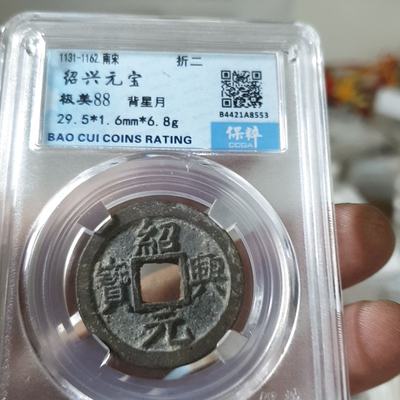 1131-1162.南宋 折二
绍兴元宝
极美88 背星月
29.5*1.6mm*6.8g
B4421A8553
BAO CUI COINS RATING
保粹
CCGA
紹興元寶